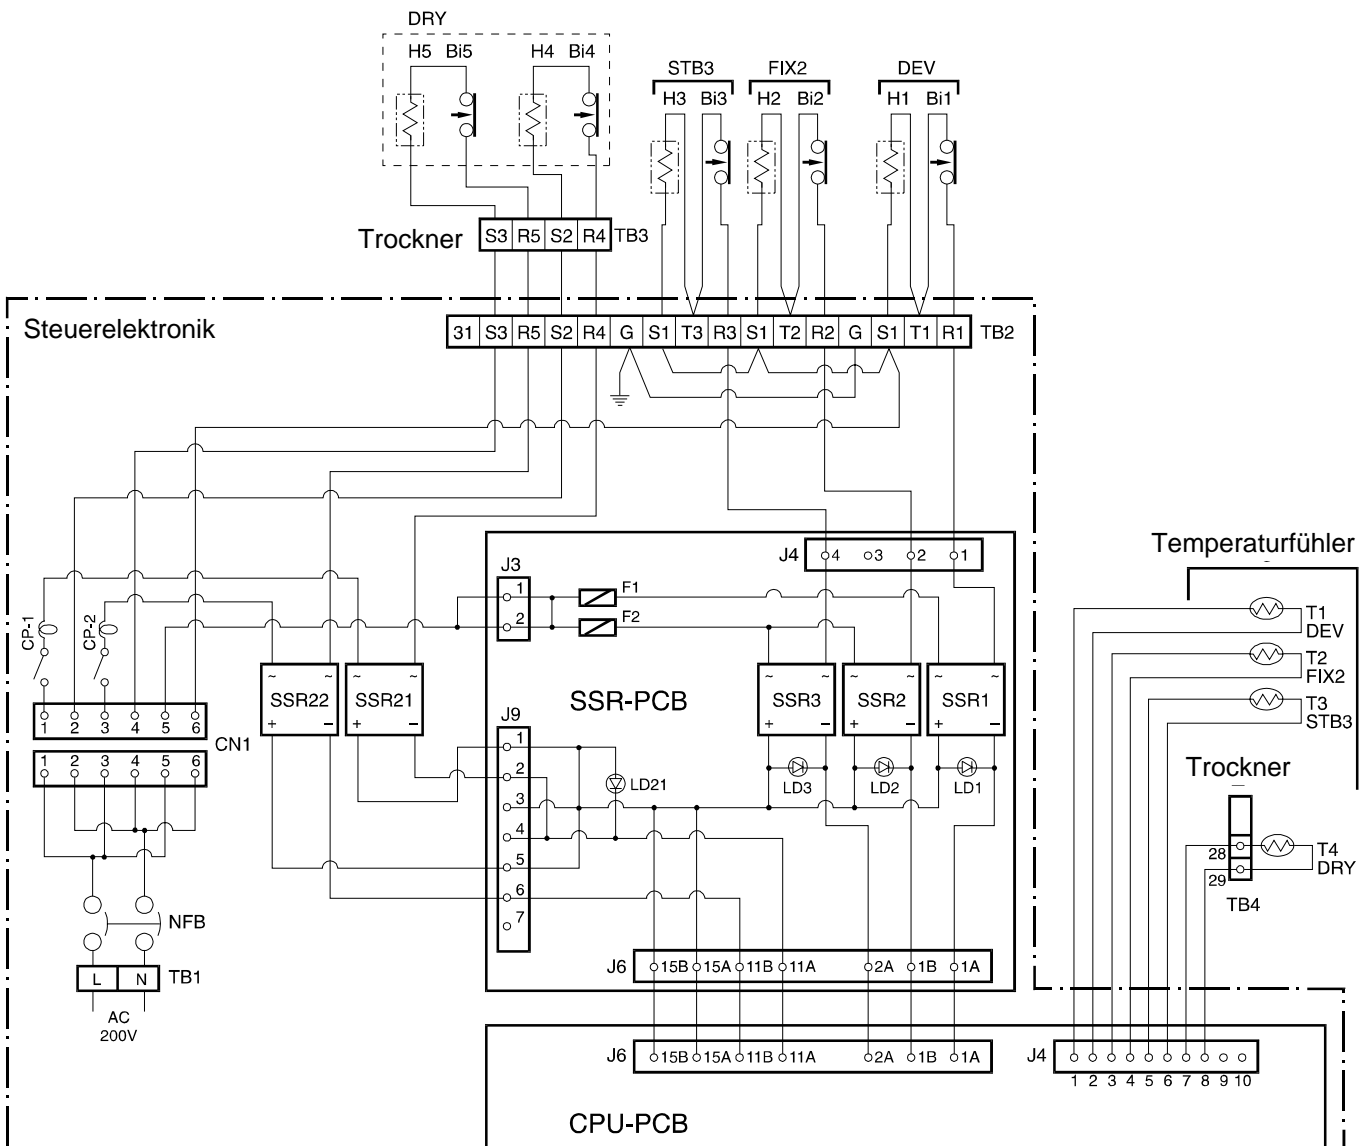 DRY
H5 Bi5 H4 Bi4
STB3 FIX2 DEV
H3 Bi3 H2 Bi2 H1 Bi1
Trockner S3 R5 S2 R4 TB3
Steuerelektronik
31 S3 R5 S2 R4 G S1 T3 R3 S1 T2 R2 G S1 T1 R1 TB2
J4 4 3 2 1
J3
1
2
F1
F2
CP-1
CP-2
~ ~ ~ ~ ~ ~ ~ ~ ~ ~
SSR22 SSR21 SSR3 SSR2 SSR1
+ − + − + − + − + −
SSR-PCB
1 2 3 4 5 6
CN1
1 2 3 4 5 6
J9
1
2
3
4
5
6
7
LD21
LD3 LD2 LD1
NFB
L N TB1
AC
200V
J6 15B 15A 11B 11A 2A 1B 1A
J6 15B 15A 11B 11A 2A 1B 1A
CPU-PCB
Temperaturfühler
T1
DEV
T2
FIX2
T3
STB3
Trockner
28
29
T4
DRY
TB4
J4
1 2 3 4 5 6 7 8 9 10